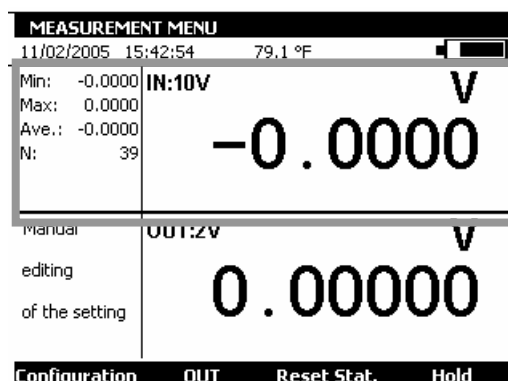 MEASUREMENT MENU
11/02/2005 15:42:54 79.1 °F
Min: -0.0000
Max: 0.0000
Ave.: -0.0000
N: 39
IN:10V V
-0.0000
Manual
editing
of the setting
OUT:2V V
0.00000
Configuration OUT Reset Stat. Hold